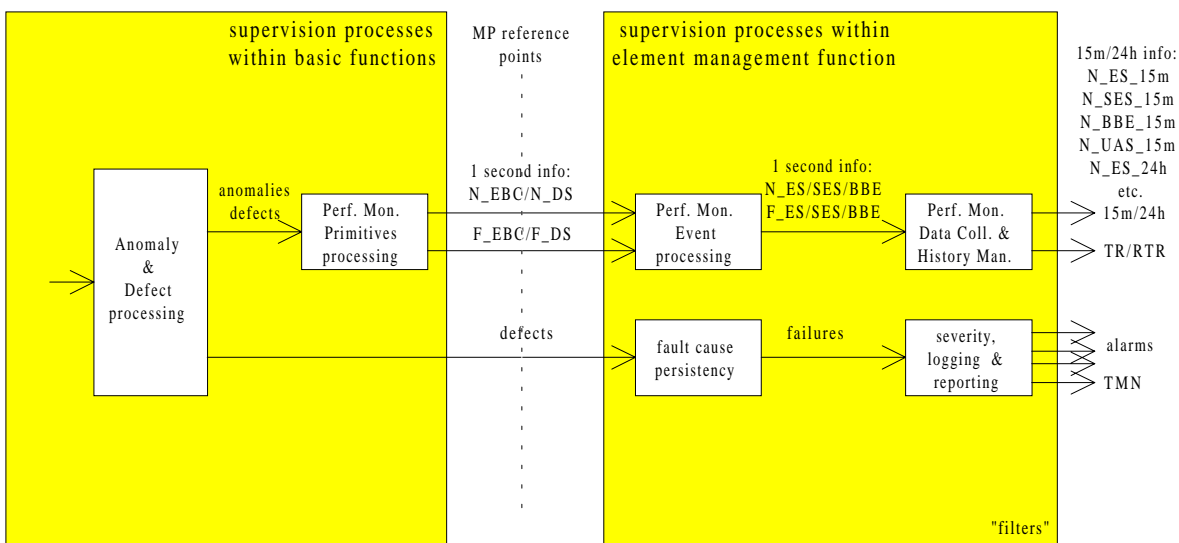 supervision processes
within basic functions
MP reference
points
supervision processes within
element management function
15m/24h info:
N_ES_15m
N_SES_15m
N_BBE_15m
N_UAS_15m
N_ES_24h
etc.
15m/24h
TR/RTR
anomalies
defects
1 second info:
N_EBC/N_DS
F_EBC/F_DS
1 second info:
N_ES/SES/BBE
F_ES/SES/BBE
Anomaly
&
Defect
processing
Perf. Mon.
Primitives
processing
Perf. Mon.
Event
processing
Perf. Mon.
Data Coll. &
History Man.
defects
fault cause
persistency
failures
severity,
logging &
reporting
alarms
TMN
"filters"